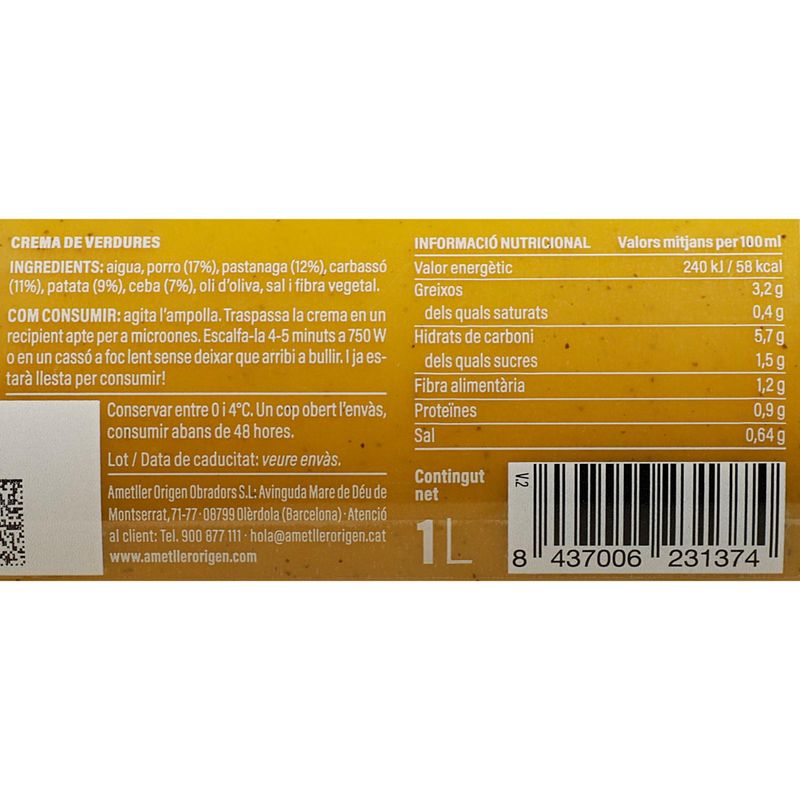 CREMA DE VERDURES
INGREDIENTS: aigua, porro (17%), pastanaga (12%), carbassó
(11%), patata (9%), ceba (7%), oli d'oliva, sal i fibra vegetal.
COM CONSUMIR: agita l'ampolla. Traspassa la crema en un
recipient apte per a microones. Escalfa-la 4-5 minuts a 750 W
o en un cassó a foc lent sense deixar que arribi a bullir. I ja es-
tarà llesta per consumir!
Conservar entre 0 i 4°C. Un cop obert l'envàs,
consumir abans de 48 hores.
Lot / Data de caducitat: veure envàs.
Ametller Origen Obradors S.L: Avinguda Mare de Déu de
Montserrat, 71-77 · 08799 Olèrdola (Barcelona) · Atenció
al client: Tel. 900 877 111 · hola@ametllerorigen.cat
www.ametllerorigen.com
INFORMACIÓ NUTRICIONAL Valors mitjans per 100 ml
Valor energètic 240 kJ / 58 kcal
Greixos 3,2 g
dels quals saturats 0,4 g
Hidrats de carboni 5,7 g
dels quals sucres 1,5 g
Fibra alimentària 1,2 g
Proteïnes 0,9 g
Sal 0,64 g
Contingut
net
1L
V.2
8 437006 231374